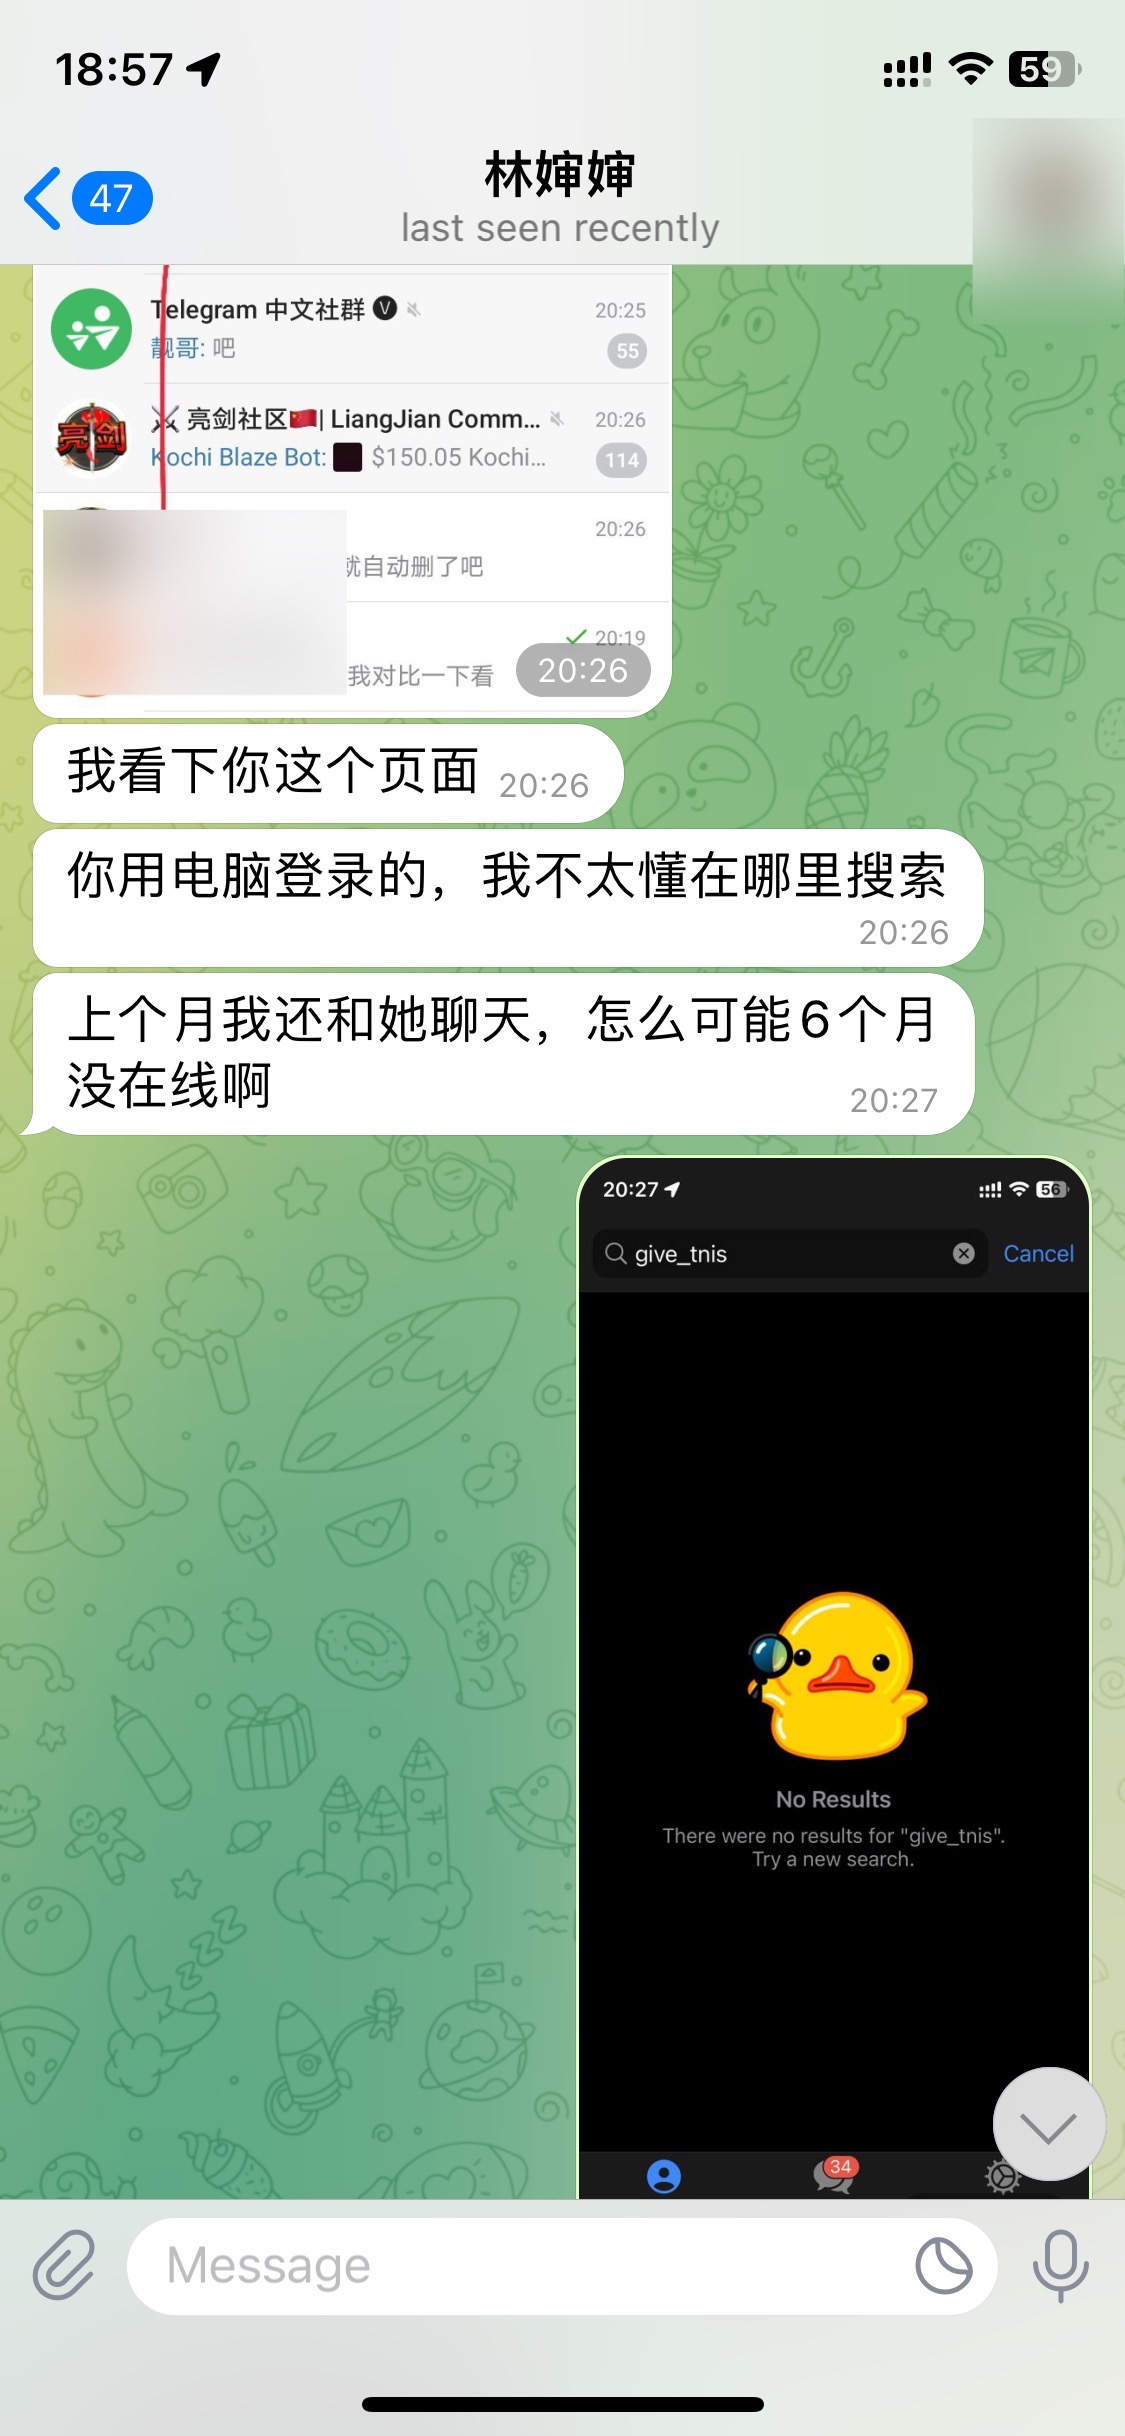 18:57
59
47
林婶婶
last seen recently
Telegram 中文社群
20:25
靓哥: 吧
55
亮剑社区🇨🇳| LiangJian Comm...
20:26
亮剑
Kochi Blaze Bot: $150.05 Kochi...
114
20:26
就自动删了吧
20:19
我对比一下看
20:26
我看下你这个页面 20:26
你用电脑登录的，我不太懂在哪里搜索
20:26
上个月我还和她聊天，怎么可能6个月
没在线啊
20:27
20:27
56
give_tnis
Cancel
No Results
There were no results for "give_tnis".
Try a new search.
34
Message